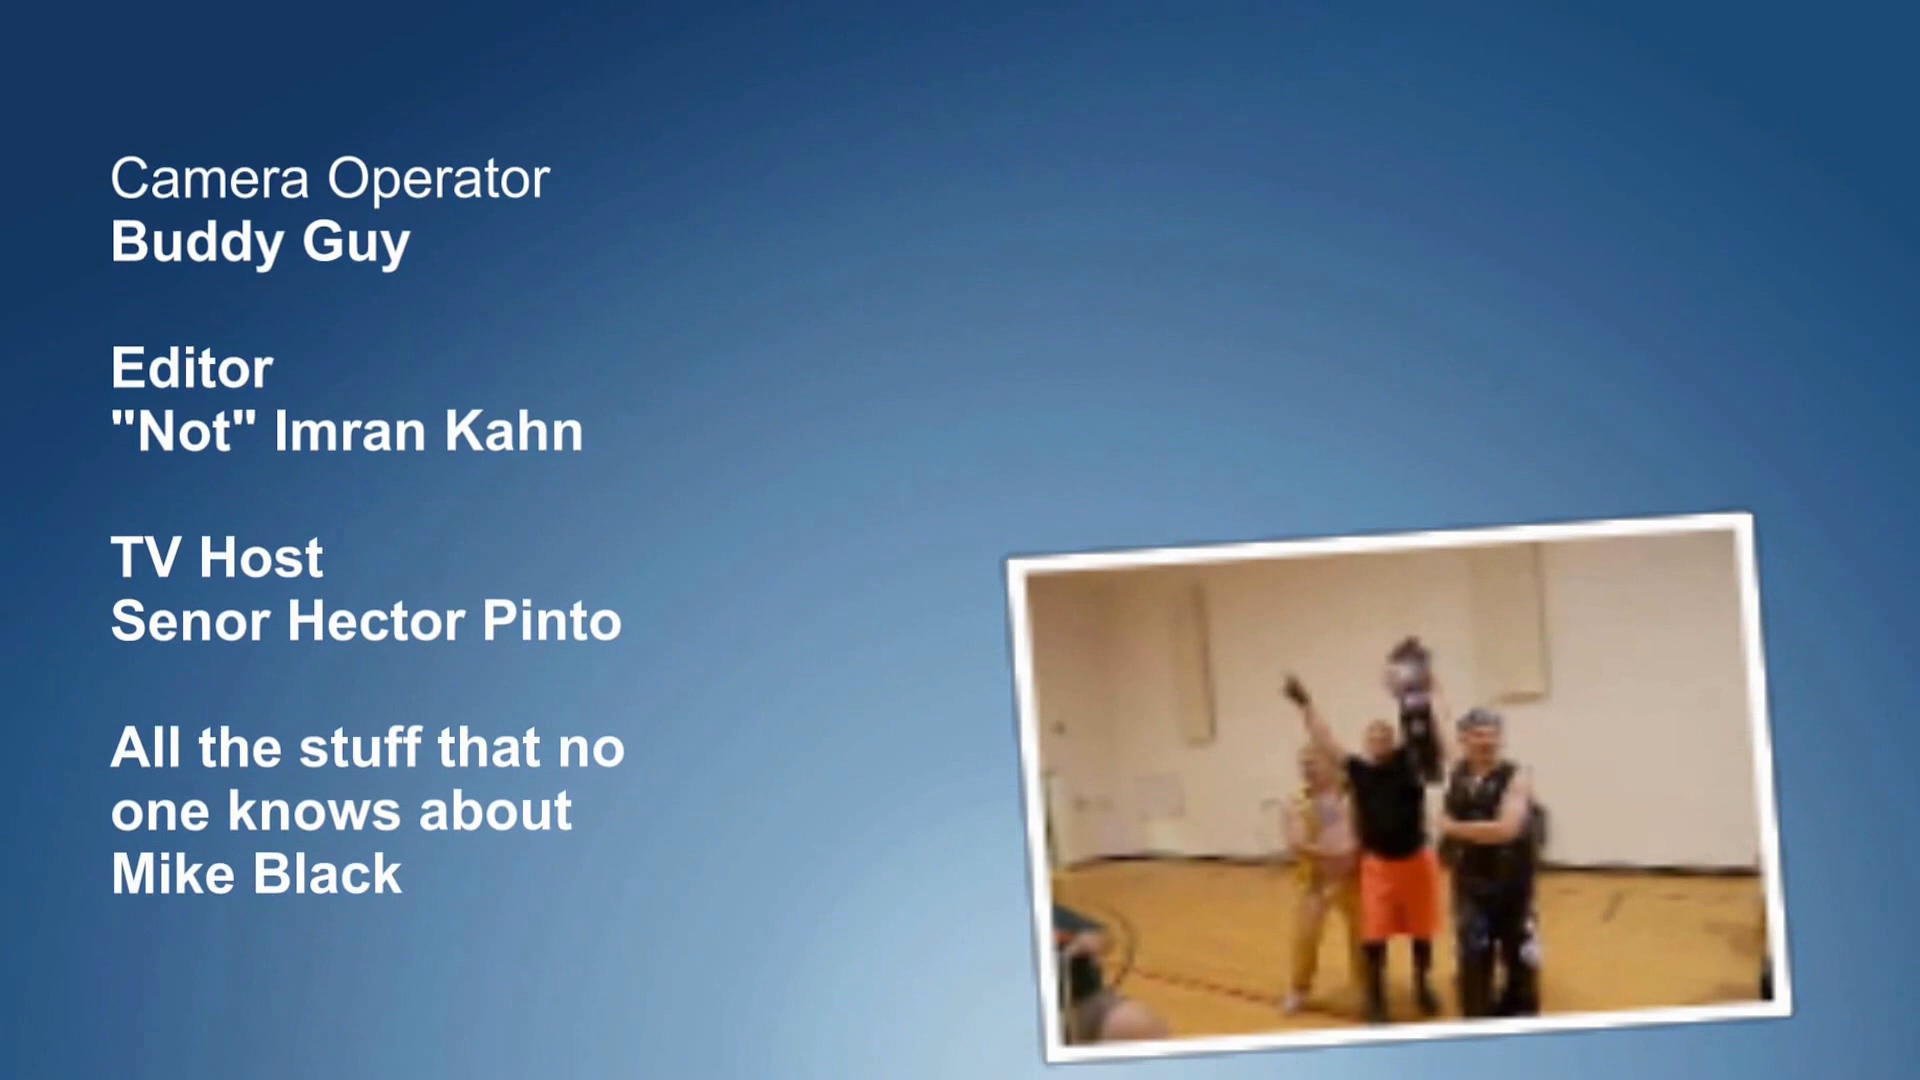 Camera Operator
Buddy Guy
Editor
"Not" Imran Kahn
TV Host
Senor Hector Pinto
All the stuff that no
one knows about
Mike Black